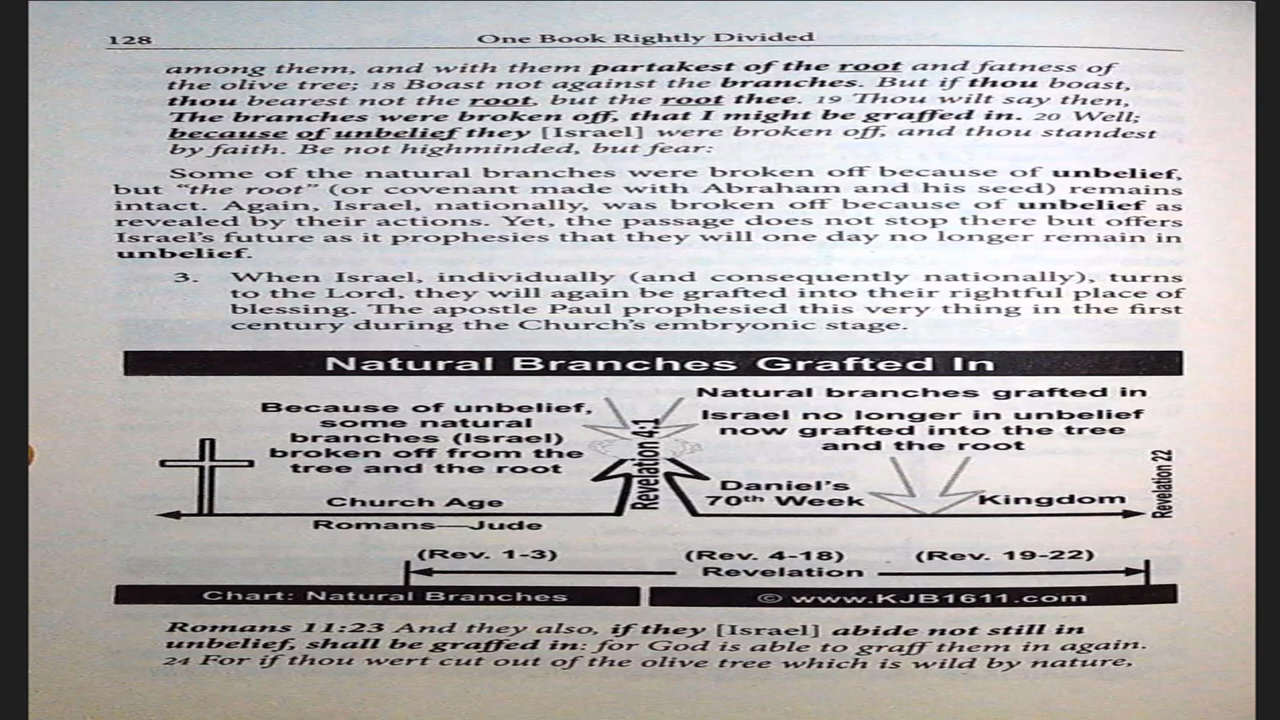 128 One Book Rightly Divided
among them, and with them partakest of the root and fatness of
the olive tree; 18 Boast not against the branches. But if thou boast,
thou bearest not the root, but the root thee. 19 Thou wilt say then,
The branches were broken off, that I might be graffed in. 20 Well;
because of unbelief they [Israel] were broken off, and thou standest
by faith. Be not highminded, but fear:
Some of the natural branches were broken off because of unbelief,
but “the root” (or covenant made with Abraham and his seed) remains
intact. Again, Israel, nationally, was broken off because of unbelief as
revealed by their actions. Yet, the passage does not stop there but offers
Israel’s future as it prophesies that they will one day no longer remain in
unbelief.
3. When Israel, individually (and consequently nationally), turns
to the Lord, they will again be grafted into their rightful place of
blessing. The apostle Paul prophesied this very thing in the first
century during the Church’s embryonic stage.
Natural Branches Grafted In
Because of unbelief,
some natural
branches (Israel)
broken off from the
tree and the root
Church Age
Romans—Jude
Revelation 4:1
Natural branches grafted in
Israel no longer in unbelief
now grafted into the tree
and the root
Daniel’s
70th Week
Kingdom
Revelation 22
(Rev. 1-3) (Rev. 4-18) (Rev. 19-22)
Revelation
Chart: Natural Branches © www.KJB1611.com
Romans 11:23 And they also, if they [Israel] abide not still in
unbelief, shall be graffed in: for God is able to graff them in again.
24 For if thou wert cut out of the olive tree which is wild by nature,